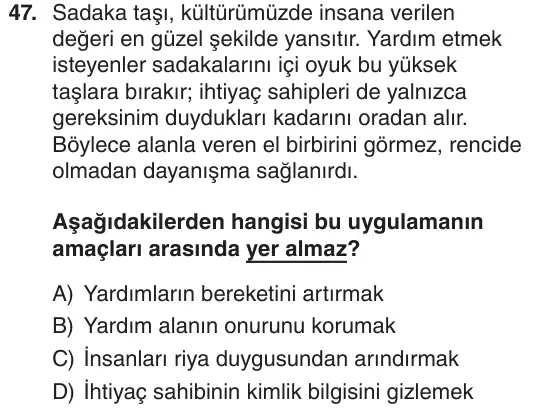 47. Sadaka taşı, kültürümüzde insana verilen
değeri en güzel şekilde yansıtır. Yardım etmek
isteyenler sadakalarını içi oyuk bu yüksek
taşlara bırakır; ihtiyaç sahipleri de yalnızca
gereksinim duydukları kadarını oradan alır.
Böylece alanla veren el birbirini görmez, rencide
olmadan dayanışma sağlanırdı.
Aşağıdakilerden hangisi bu uygulamanın
amaçları arasında yer almaz?
A) Yardımların bereketini artırmak
B) Yardım alanın onurunu korumak
C) İnsanları riya duygusundan arındırmak
D) İhtiyaç sahibinin kimlik bilgisini gizlemek